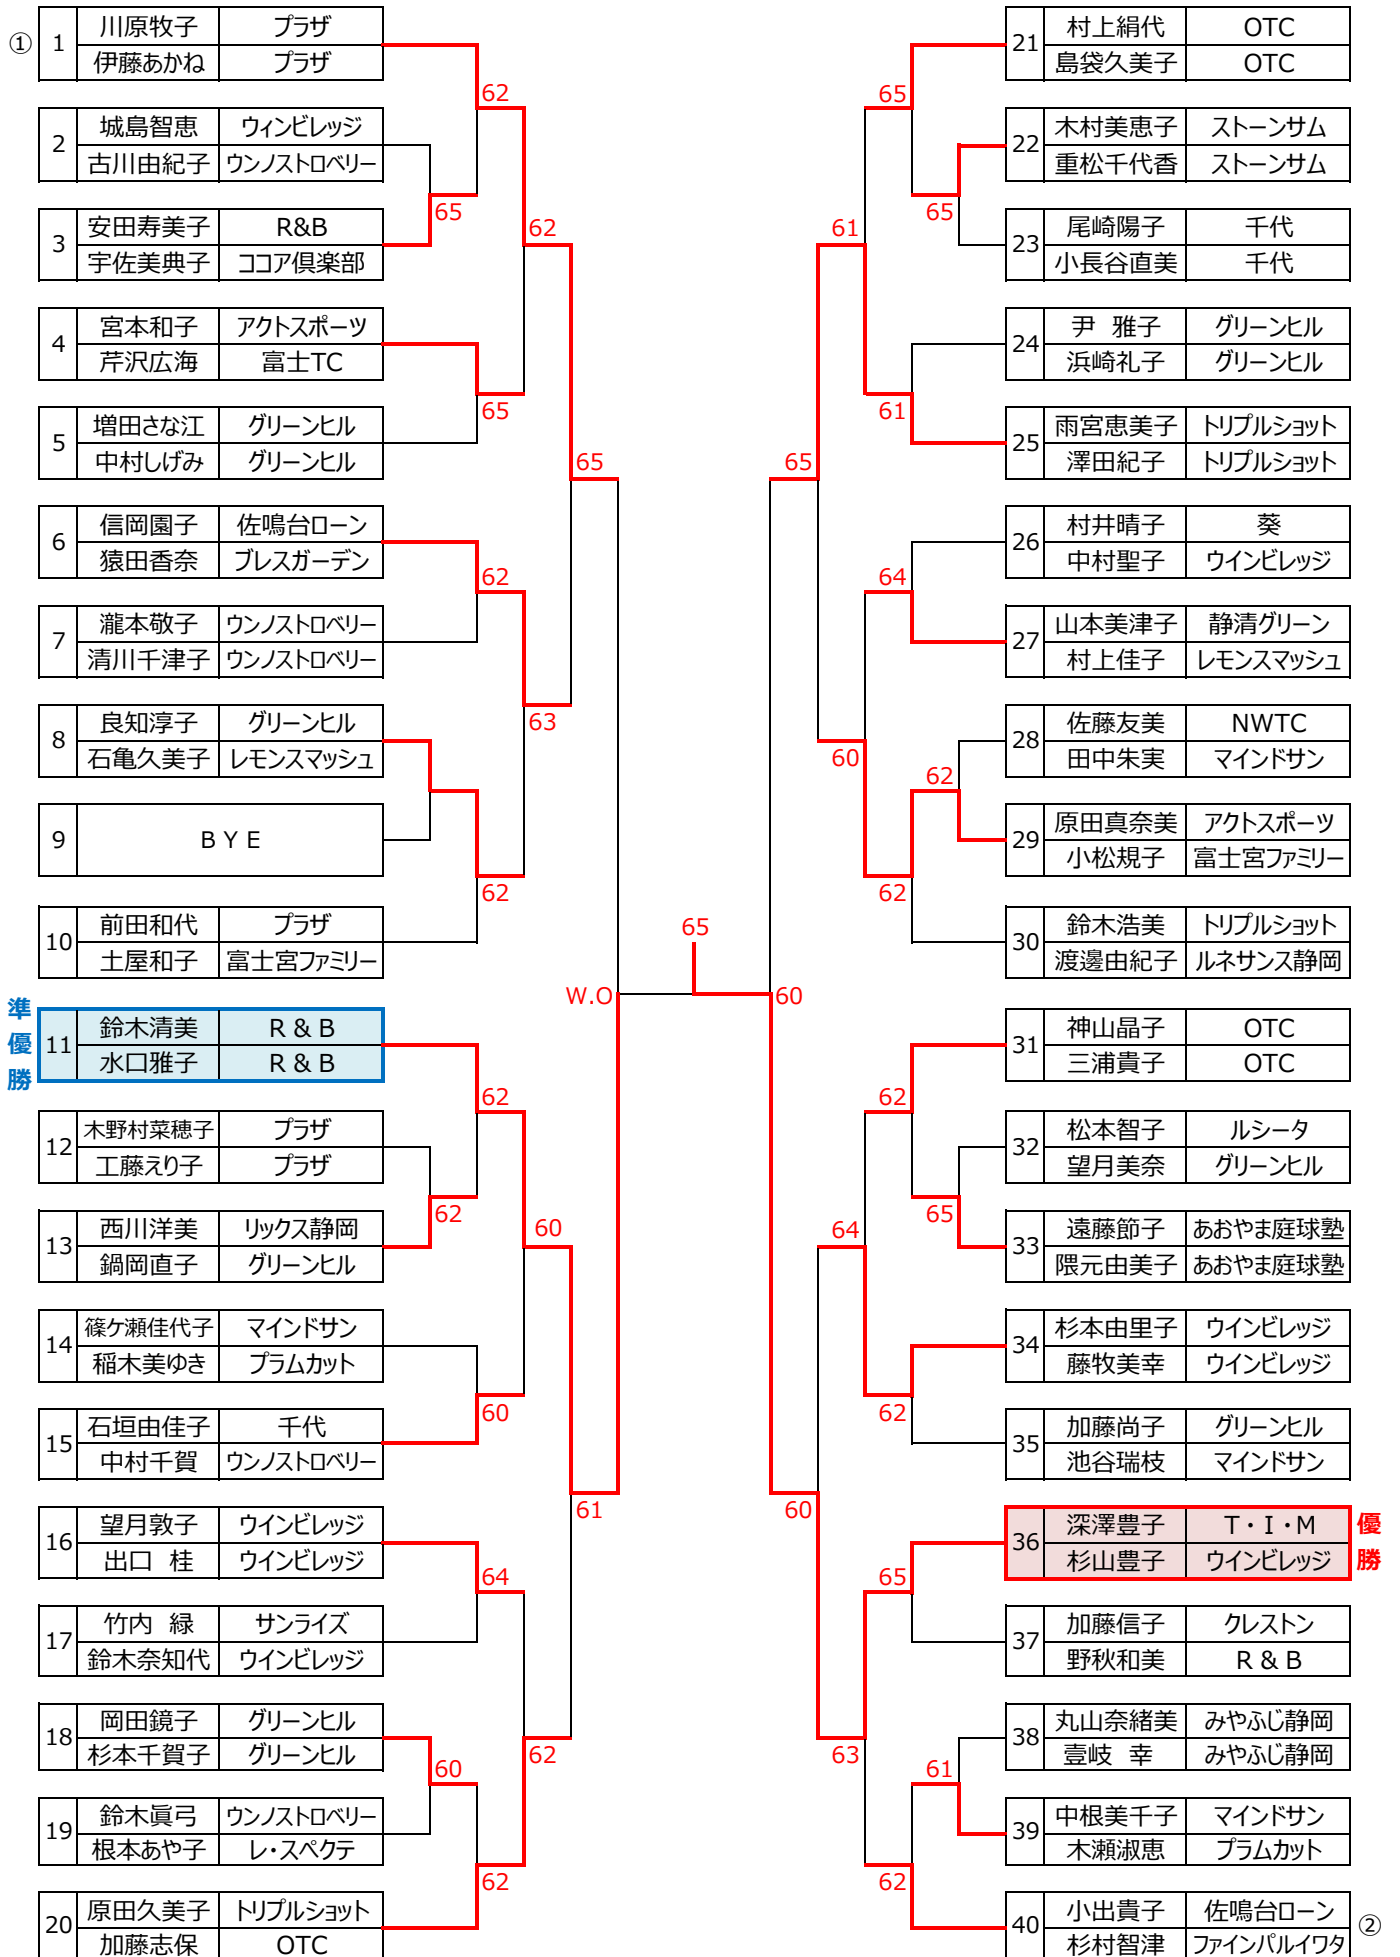 ① 1 川原牧子 プラザ
伊藤あかね プラザ
62
2 城島智恵 ウィンビレッジ
古川由紀子 ウンノストロベリー
65
3 安田寿美子 R&B
宇佐美典子 ココア倶楽部
62
4 宮本和子 アクトスポーツ
芹沢広海 富士TC
65
5 増田さな江 グリーンヒル
中村しげみ グリーンヒル
65
6 信岡園子 佐鳴台ローン
猿田香奈 ブレスガーデン
62
7 瀧本敬子 ウンノストロベリー
清川千津子 ウンノストロベリー
63
8 良知淳子 グリーンヒル
石亀久美子 レモンスマッシュ
9 BYE
62
10 前田和代 プラザ
土屋和子 富士宮ファミリー
W.O
準優勝
11 鈴木清美 R & B
水口雅子 R & B
62
12 木野村菜穂子 プラザ
工藤えり子 プラザ
62
13 西川洋美 リックス静岡
鍋岡直子 グリーンヒル
60
14 篠ケ瀬佳代子 マインドサン
稲木美ゆき プラムカット
60
15 石垣由佳子 千代
中村千賀 ウンノストロベリー
61
16 望月敦子 ウインビレッジ
出口 桂 ウインビレッジ
64
17 竹内 緑 サンライズ
鈴木奈知代 ウインビレッジ
18 岡田鏡子 グリーンヒル
杉本千賀子 グリーンヒル
62
60
19 鈴木眞弓 ウンノストロベリー
根本あや子 レ・スペクテ
62
20 原田久美子 トリプルショット
加藤志保 OTC
65
21 村上絹代 OTC
島袋久美子 OTC
65
22 木村美恵子 ストーンサム
重松千代香 ストーンサム
65
23 尾崎陽子 千代
小長谷直美 千代
61
24 尹 雅子 グリーンヒル
浜崎礼子 グリーンヒル
61
25 雨宮恵美子 トリプルショット
澤田紀子 トリプルショット
65
26 村井晴子 葵
中村聖子 ウインビレッジ
64
27 山本美津子 静清グリーン
村上佳子 レモンスマッシュ
28 佐藤友美 NWTC
田中朱実 マインドサン
60
62
29 原田真奈美 アクトスポーツ
小松規子 富士宮ファミリー
62
30 鈴木浩美 トリプルショット
渡邊由紀子 ルネサンス静岡
60
31 神山晶子 OTC
三浦貴子 OTC
62
32 松本智子 ルシータ
望月美奈 グリーンヒル
65
33 遠藤節子 あおやま庭球塾
隈元由美子 あおやま庭球塾
64
34 杉本由里子 ウインビレッジ
藤牧美幸 ウインビレッジ
62
35 加藤尚子 グリーンヒル
池谷瑞枝 マインドサン
60
36 深澤豊子 T・I・M
杉山豊子 ウインビレッジ
優勝
65
37 加藤信子 クレストン
野秋和美 R & B
38 丸山奈緒美 みやふじ静岡
壹岐 幸 みやふじ静岡
63
61
39 中根美千子 マインドサン
木瀬淑恵 プラムカット
62
40 小出貴子 佐鳴台ローン ②
杉村智津 ファインパルイワタ